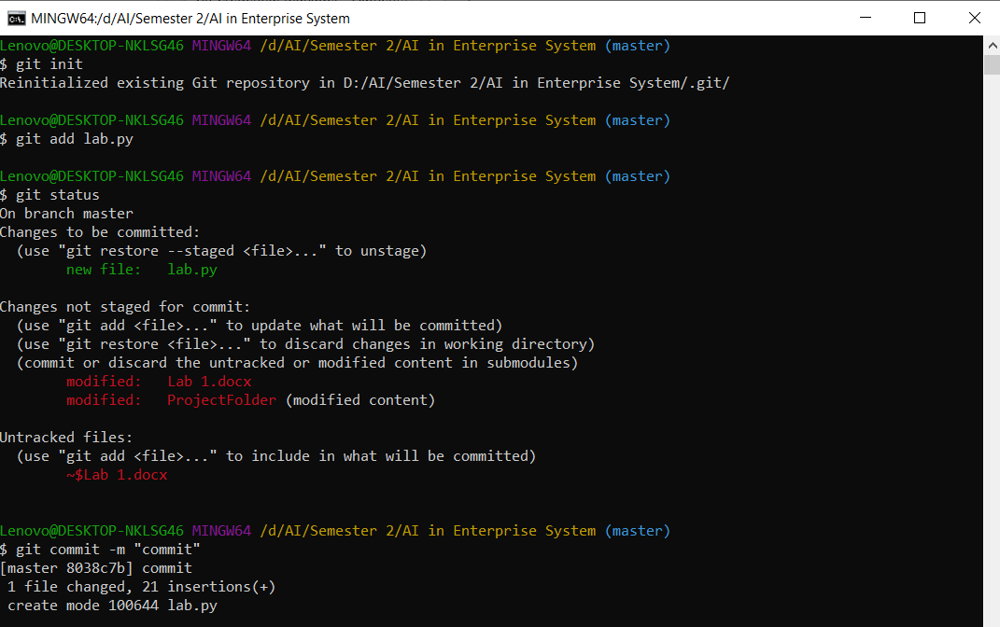 MINGW64:/d/AI/Semester 2/AI in Enterprise System
Lenovo@DESKTOP-NKLSG46 MINGW64 /d/AI/Semester 2/AI in Enterprise System (master)
$ git init
Reinitialized existing Git repository in D:/AI/Semester 2/AI in Enterprise System/.git/
Lenovo@DESKTOP-NKLSG46 MINGW64 /d/AI/Semester 2/AI in Enterprise System (master)
$ git add lab.py
Lenovo@DESKTOP-NKLSG46 MINGW64 /d/AI/Semester 2/AI in Enterprise System (master)
$ git status
On branch master
Changes to be committed:
  (use "git restore --staged <file>..." to unstage)
        new file:   lab.py
Changes not staged for commit:
  (use "git add <file>..." to update what will be committed)
  (use "git restore <file>..." to discard changes in working directory)
  (commit or discard the untracked or modified content in submodules)
        modified:   Lab 1.docx
        modified:   ProjectFolder (modified content)
Untracked files:
  (use "git add <file>..." to include in what will be committed)
        ~$Lab 1.docx
Lenovo@DESKTOP-NKLSG46 MINGW64 /d/AI/Semester 2/AI in Enterprise System (master)
$ git commit -m "commit"
[master 8038c7b] commit
 1 file changed, 21 insertions(+)
 create mode 100644 lab.py